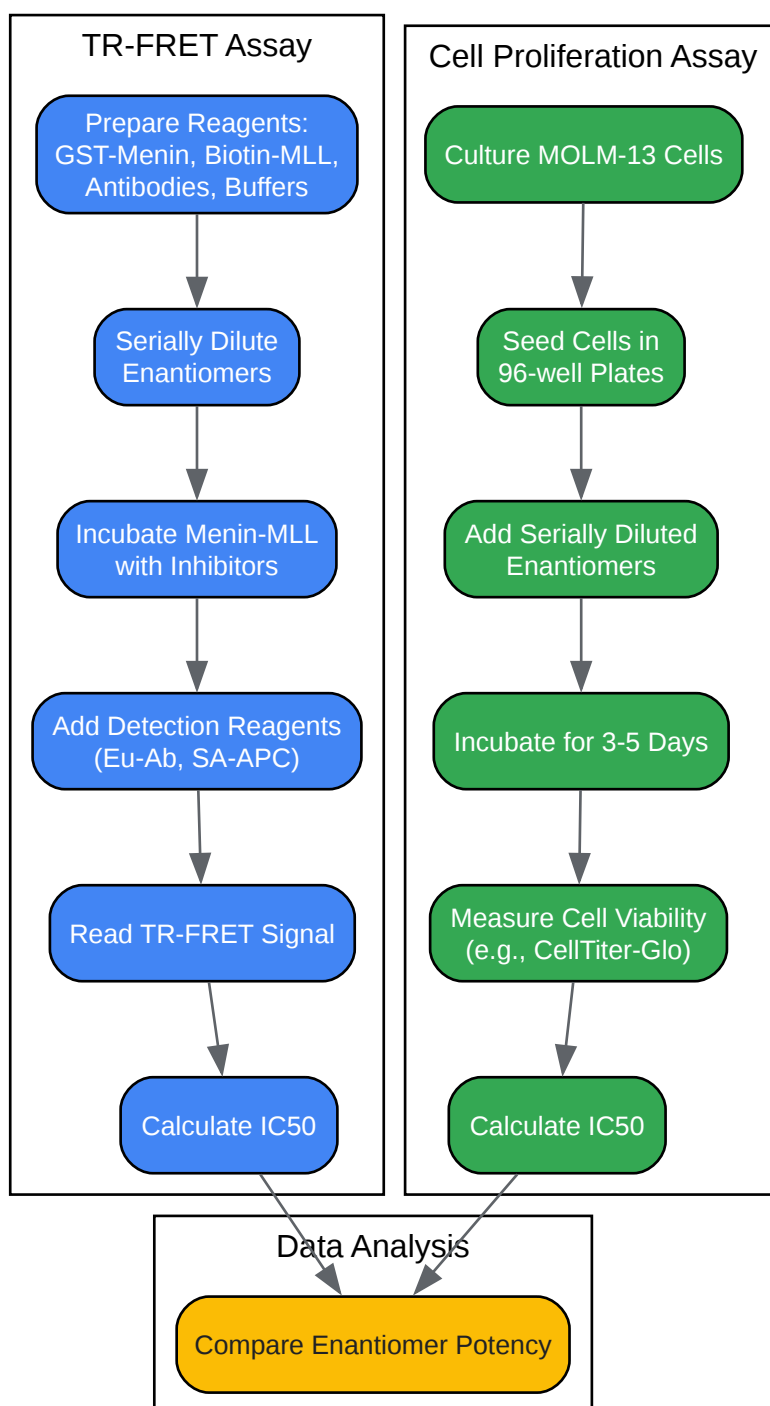 TR-FRET Assay
Prepare Reagents:
GST-Menin, Biotin-MLL,
Antibodies, Buffers
Serially Dilute
Enantiomers
Incubate Menin-MLL
with Inhibitors
Add Detection Reagents
(Eu-Ab, SA-APC)
Read TR-FRET Signal
Calculate IC50
Cell Proliferation Assay
Culture MOLM-13 Cells
Seed Cells in
96-well Plates
Add Serially Diluted
Enantiomers
Incubate for 3-5 Days
Measure Cell Viability
(e.g., CellTiter-Glo)
Calculate IC50
Data Analysis
Compare Enantiomer Potency